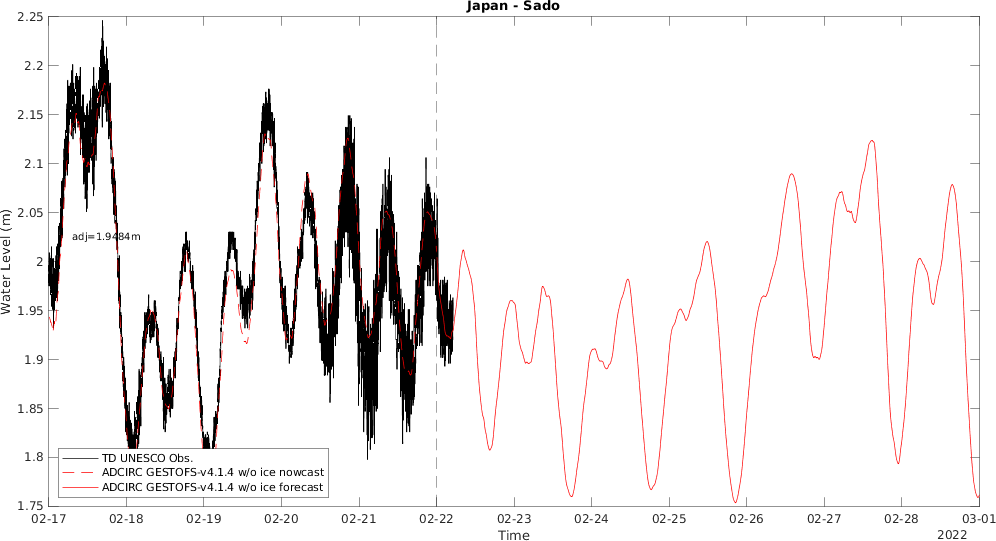 Japan - Sado
Water Level (m)
2.25
2.2
2.15
2.1
2.05
2
1.95
1.9
1.85
1.8
1.75
adj=1.9484m
TD UNESCO Obs.
ADCIRC GESTOFS-v4.1.4 w/o ice nowcast
ADCIRC GESTOFS-v4.1.4 w/o ice forecast
02-17 02-18 02-19 02-20 02-21 02-22 02-23 02-24 02-25 02-26 02-27 02-28 03-01
Time
2022